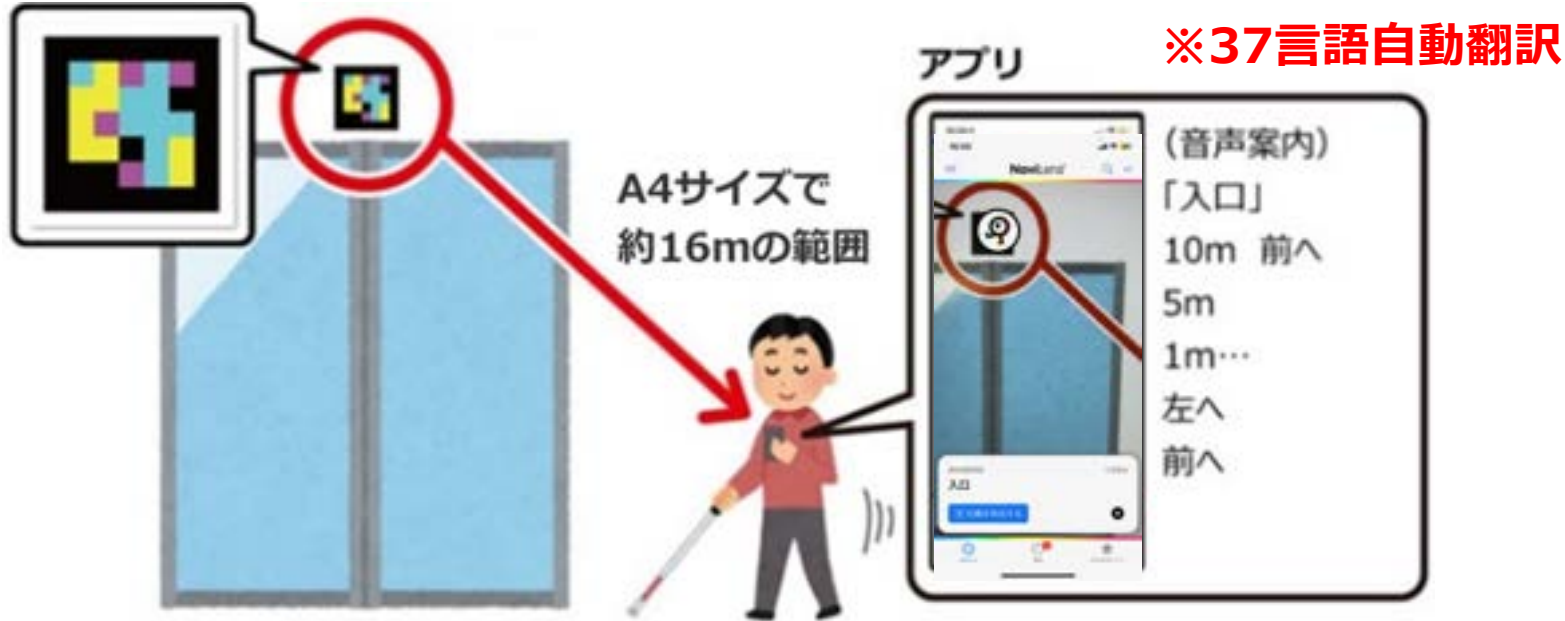 ※37言語自動翻訳
アプリ
A4サイズで
約16mの範囲
(音声案内)
「入口」
10m 前へ
5m
1m…
左へ
前へ
入口